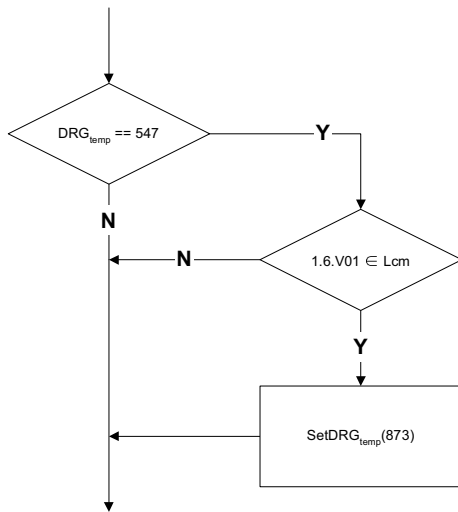 DRGtemp == 547
Y
N
N
1.6.V01 ∈ Lcm
Y
SetDRGtemp(873)